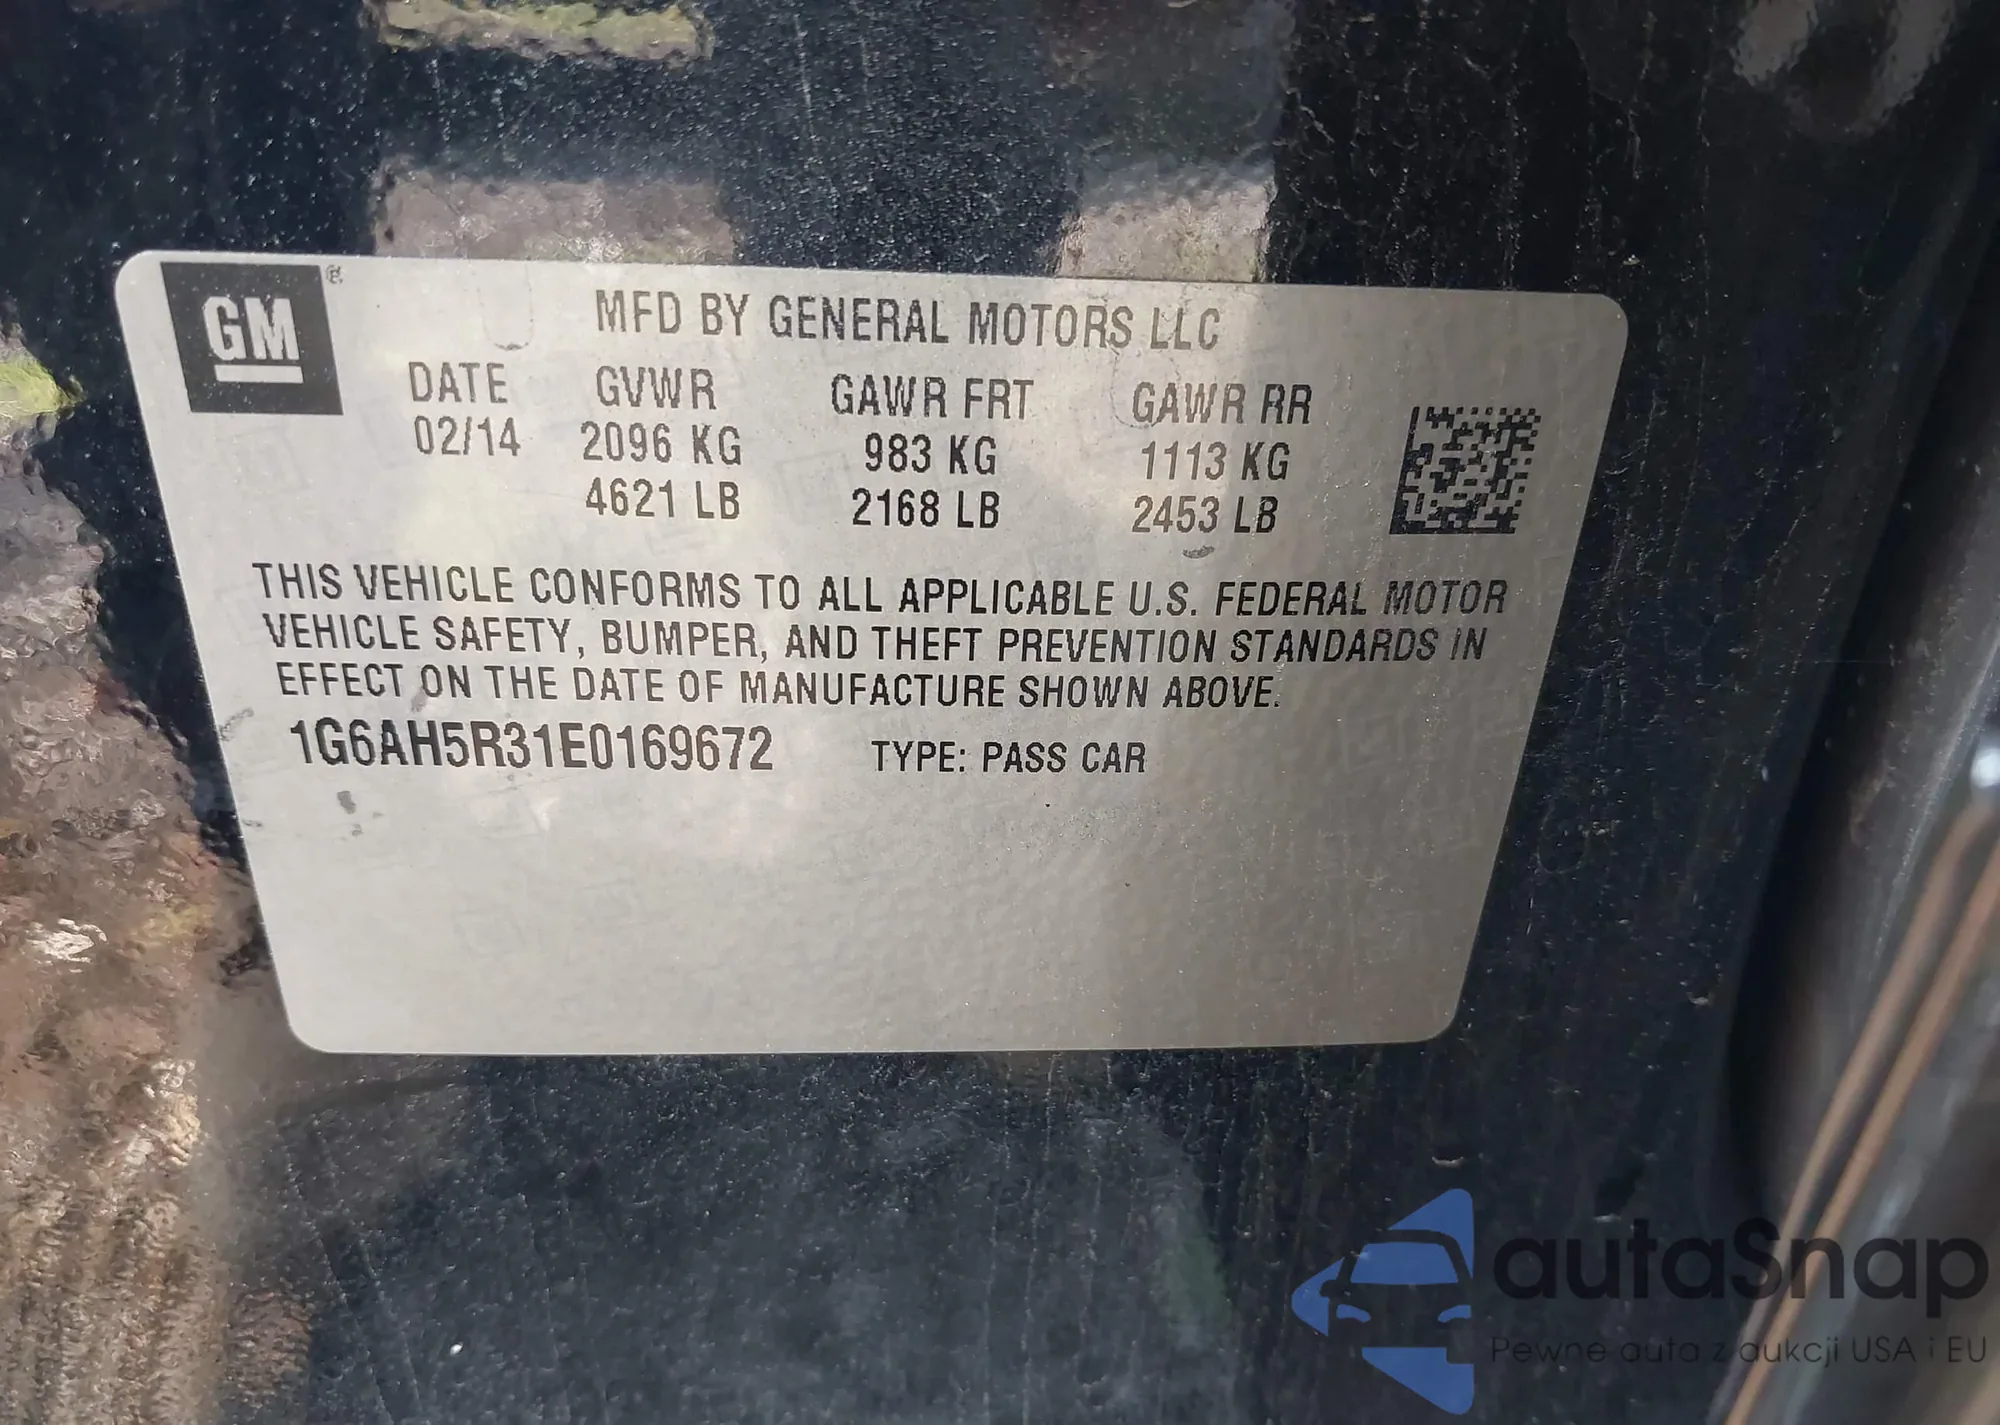 GM ®
MFD BY GENERAL MOTORS LLC
DATE GVWR GAWR FRT GAWR RR
02/14 2096 KG 983 KG 1113 KG
4621 LB 2168 LB 2453 LB
THIS VEHICLE CONFORMS TO ALL APPLICABLE U.S. FEDERAL MOTOR
VEHICLE SAFETY, BUMPER, AND THEFT PREVENTION STANDARDS IN
EFFECT ON THE DATE OF MANUFACTURE SHOWN ABOVE.
1G6AH5R31E0169672 TYPE: PASS CAR
autaSnap
Pewne auta z aukcji USA i EU